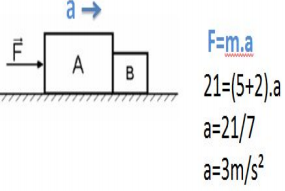 a →
F⃗
A
B
F=m.a
21=(5+2).a
a=21/7
a=3m/s²